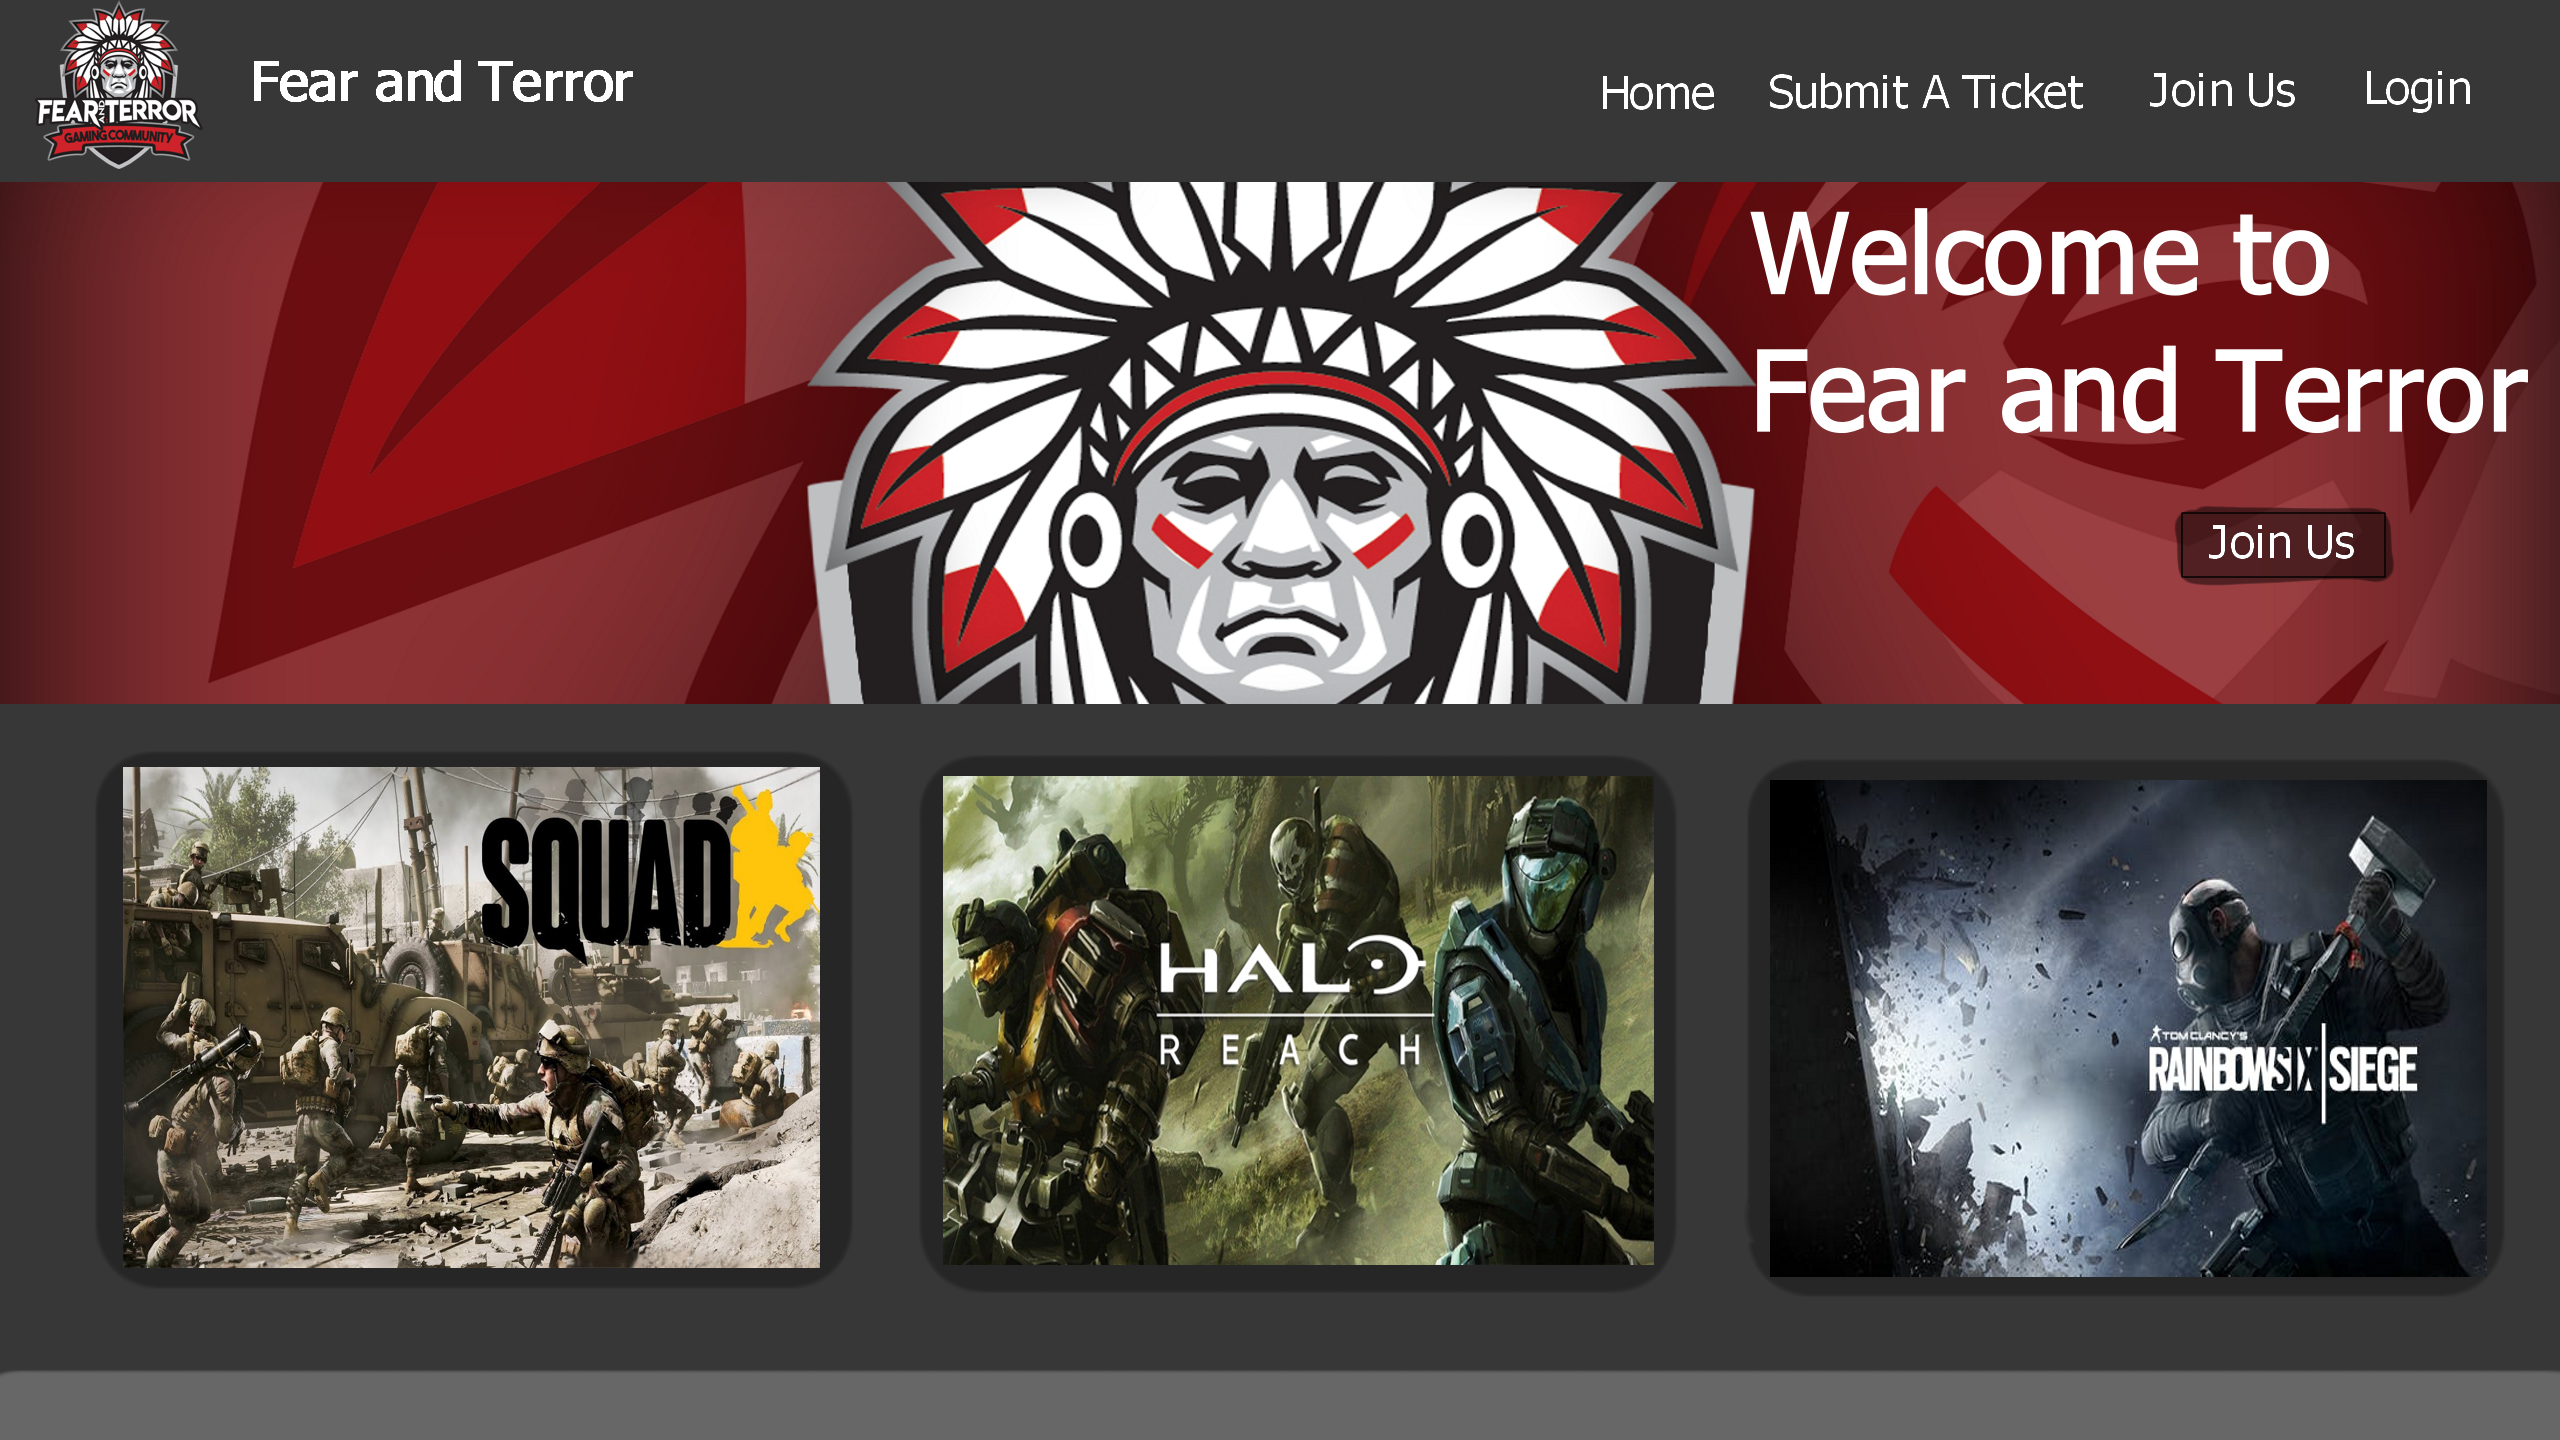 FEAR AND TERROR
GAMING COMMUNITY
Fear and Terror
Home
Submit A Ticket
Join Us
Login
Welcome to
Fear and Terror
Join Us
SQUAD
HALO
REACH
TOM CLANCY'S
RAINBOW SIX | SIEGE